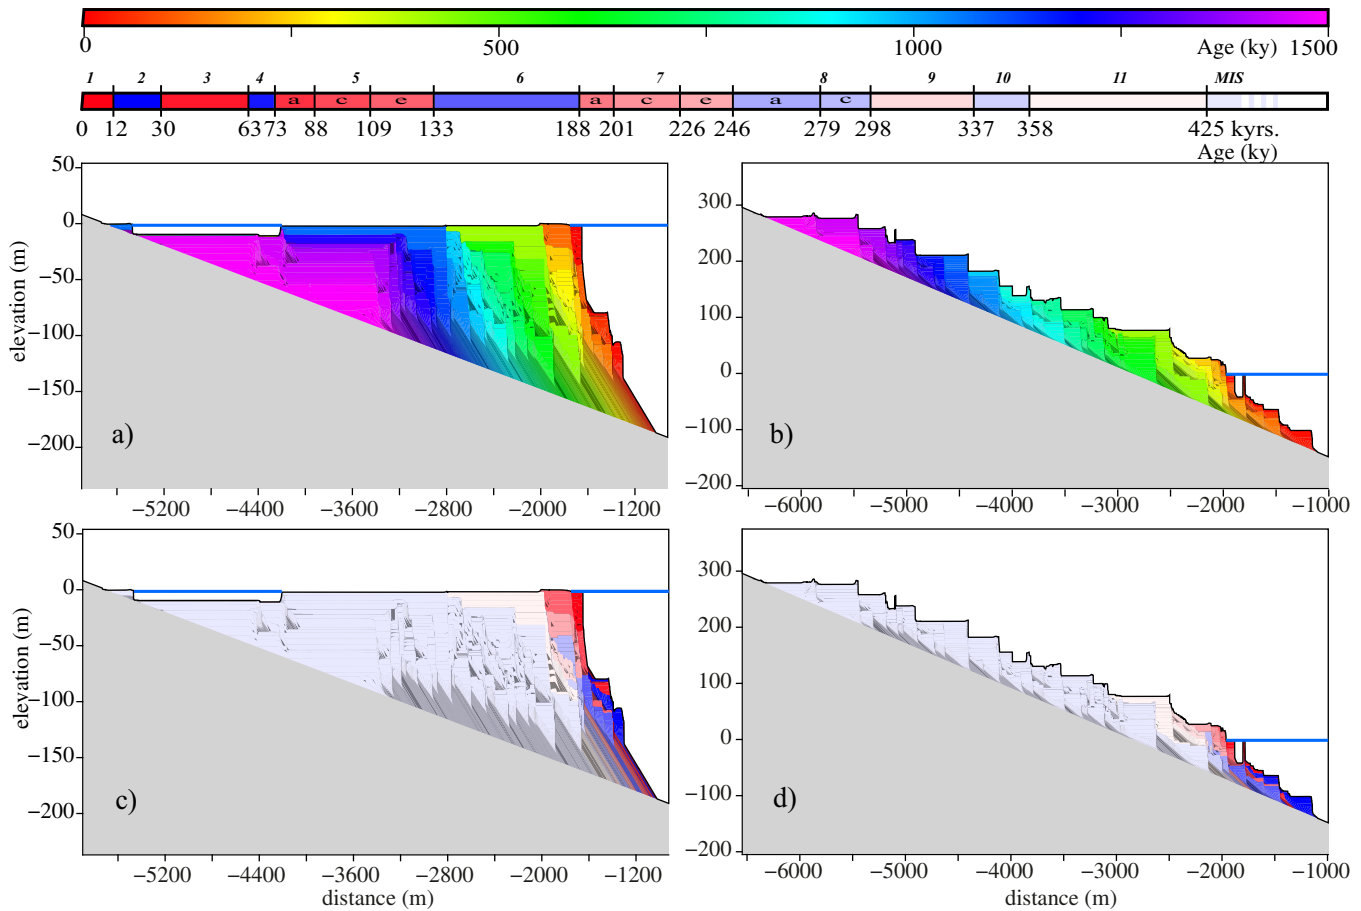 0 500 1000 Age (ky) 1500
1 2 3 4 5 6 7 8 9 10 11 MIS
a c e a c e a c
0 12 30 63 73 88 109 133 188 201 226 246 279 298 337 358 425 kyrs.
Age (ky)
50
0
−50
−100
−150
−200
elevation (m)
a)
−5200 −4400 −3600 −2800 −2000 −1200
300
200
100
0
−100
−200
b)
−6000 −5000 −4000 −3000 −2000 −1000
50
0
−50
−100
−150
−200
elevation (m)
c)
−5200 −4400 −3600 −2800 −2000 −1200
distance (m)
300
200
100
0
−100
−200
d)
−6000 −5000 −4000 −3000 −2000 −1000
distance (m)